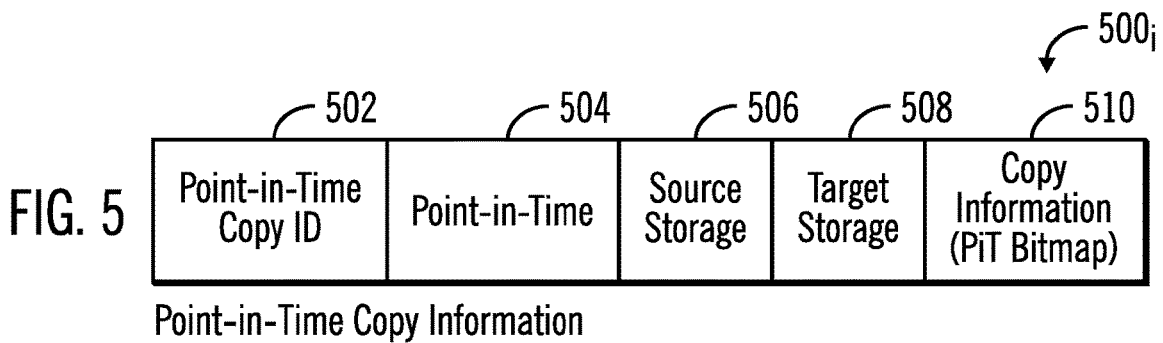 500i
502
504
506
508
510
FIG. 5
Point-in-Time
Copy ID
Point-in-Time
Source
Storage
Target
Storage
Copy
Information
(PiT Bitmap)
Point-in-Time Copy Information